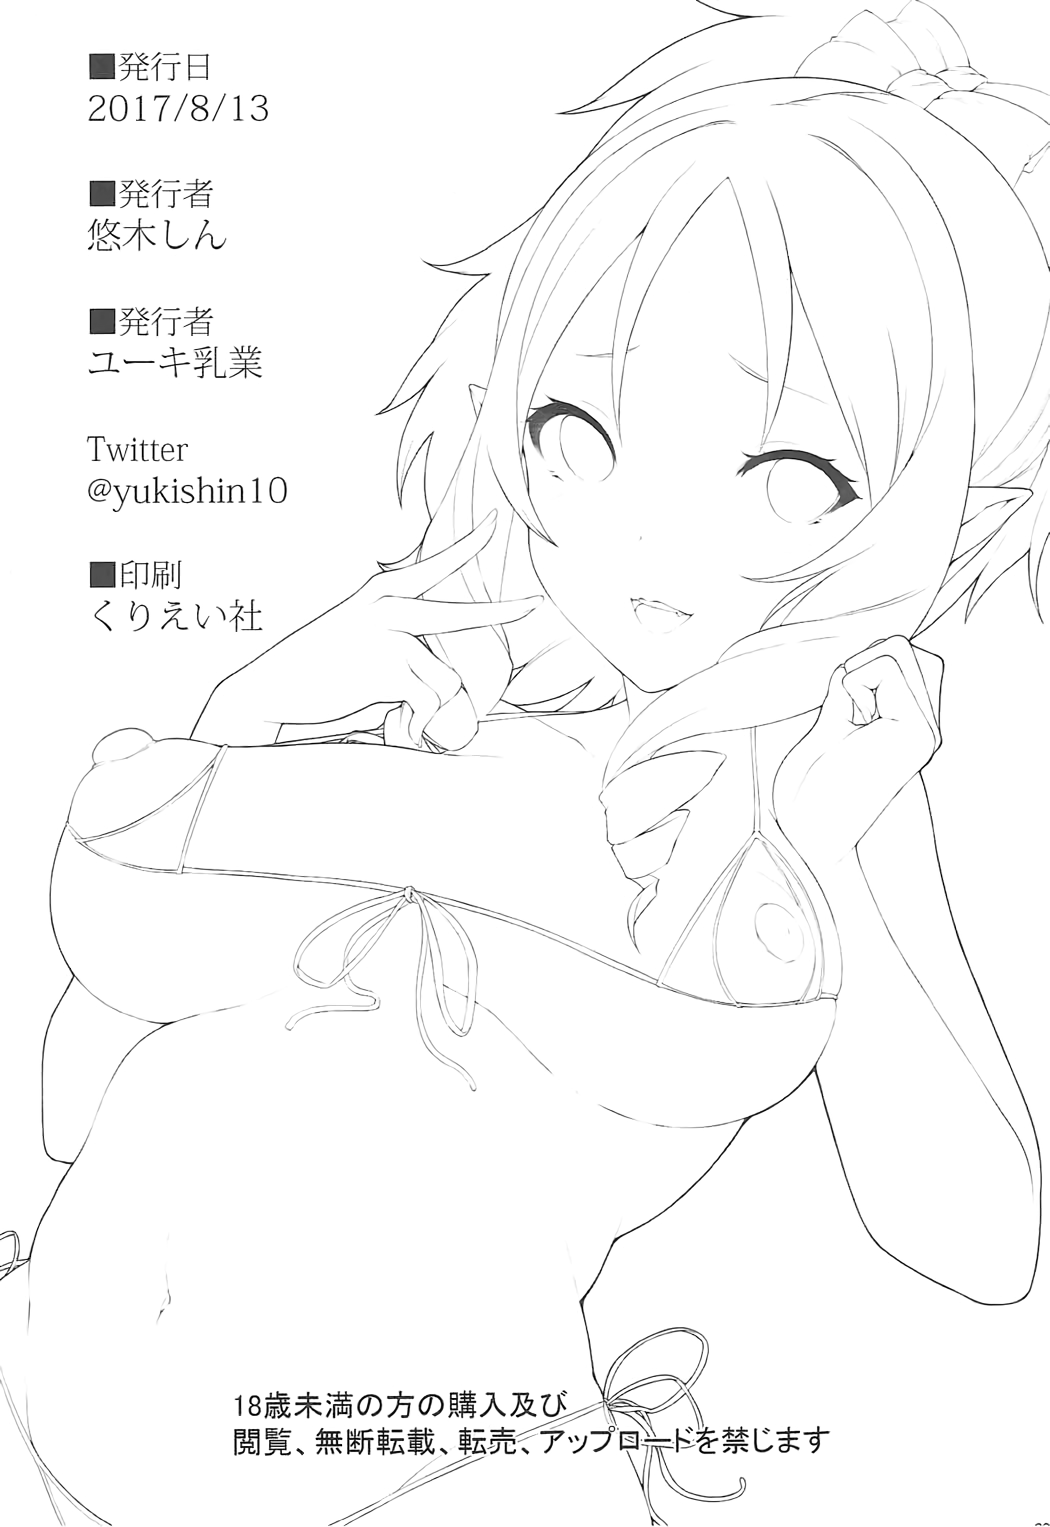 ■発行日
2017/8/13
■発行者
悠木しん
■発行者
ユーキ乳業
Twitter
@yukishin10
■印刷
くりえい社
18歳未満の方の購入及び
閲覧、無断転載、転売、アップロードを禁じます